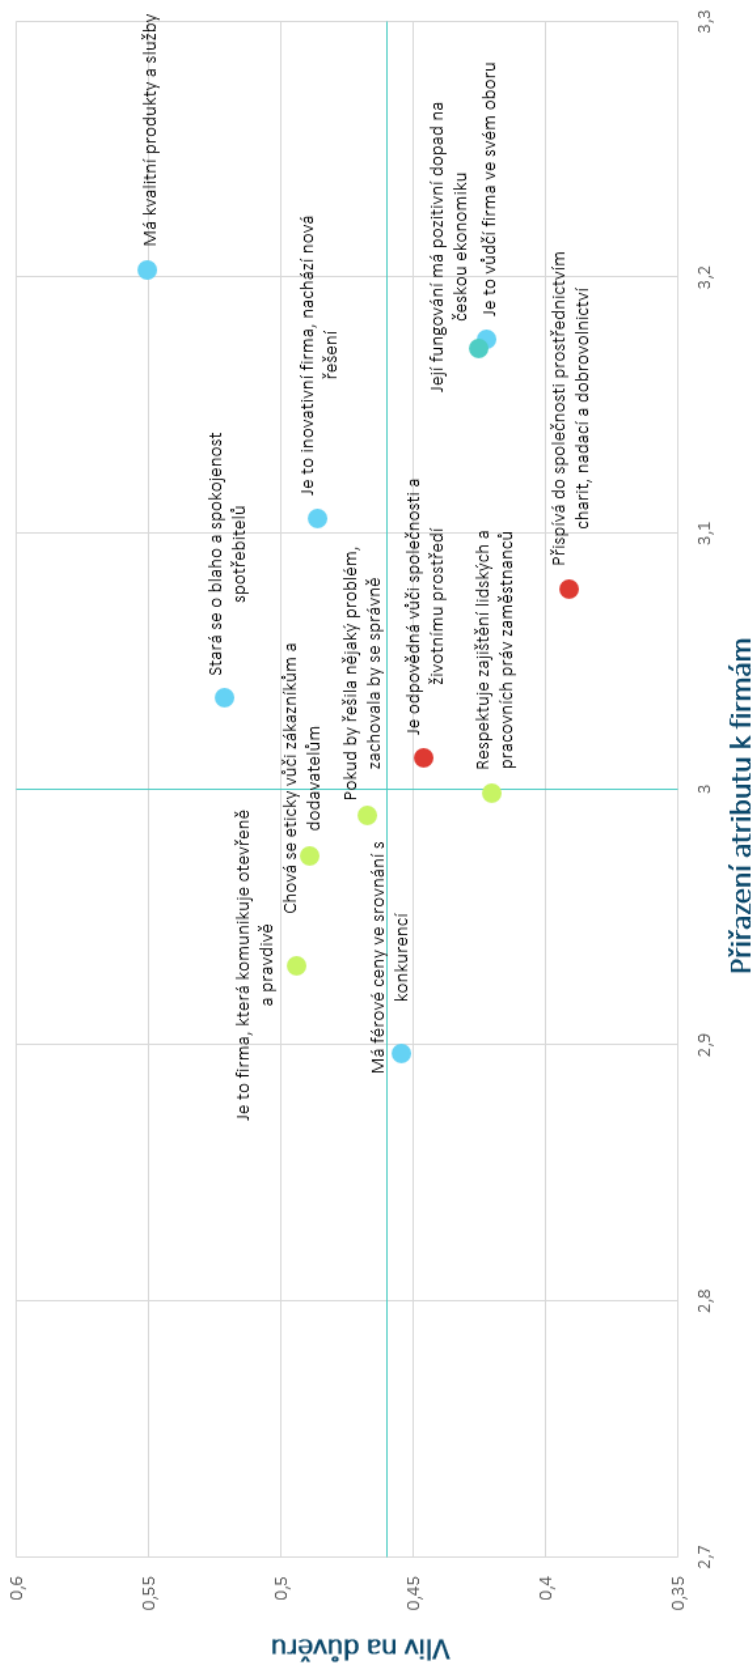 Vliv na důvěru
0,6
0,55
0,5
0,45
0,4
0,35
Má kvalitní produkty a služby
Stará se o blaho a spokojenost
spotřebitelů
Je to firma, která komunikuje otevřeně
a pravdivě
Chová se eticky vůči zákazníkům a
dodavatelům
Je to inovativní firma, nachází nová
řešení
Pokud by řešila nějaký problém,
zachovala by se správně
Má férové ceny ve srovnání s
konkurencí
Je odpovědná vůči společnosti a
životnímu prostředí
Její fungování má pozitivní dopad na
českou ekonomiku
Je to vůdčí firma ve svém oboru
Respektuje zajištění lidských a
pracovních práv zaměstnanců
Přispívá do společnosti prostřednictvím
charit, nadací a dobrovolnictví
2,7
2,8
2,9
3
3,1
3,2
3,3
Přiřazení atributu k firmám